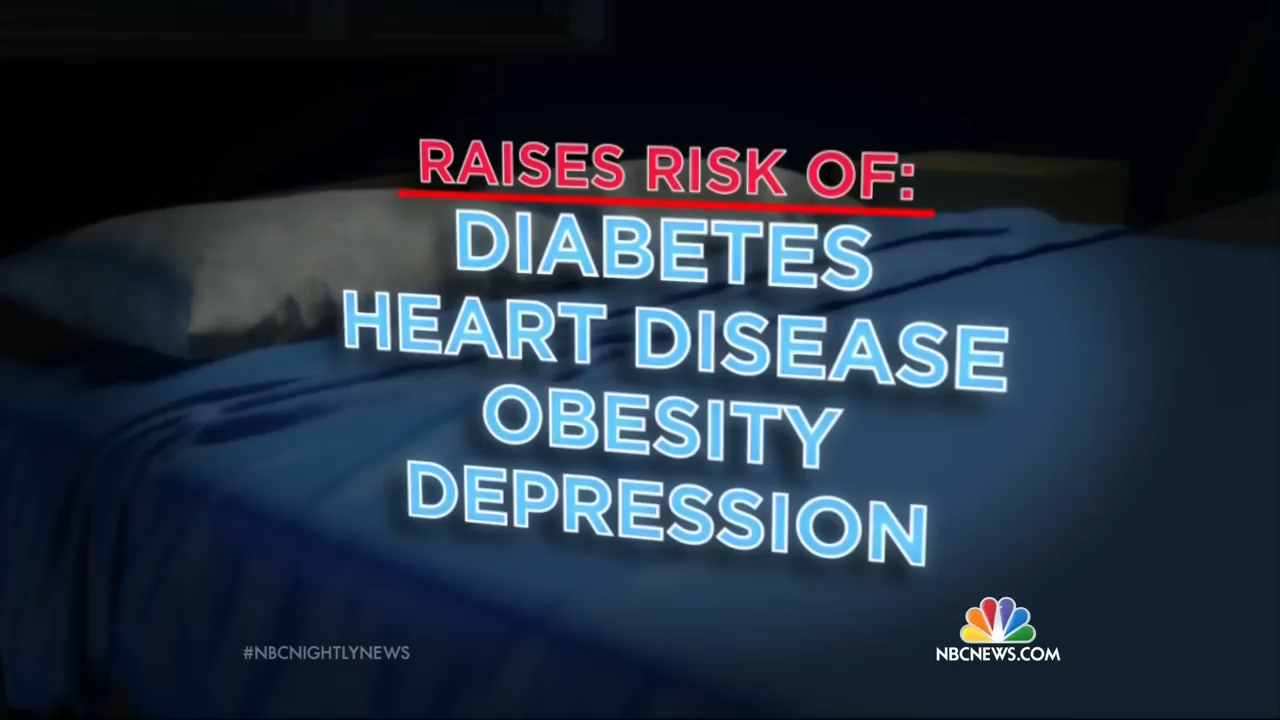 RAISES RISK OF:
DIABETES
HEART DISEASE
OBESITY
DEPRESSION
#NBCNIGHTLYNEWS
NBCNEWS.COM